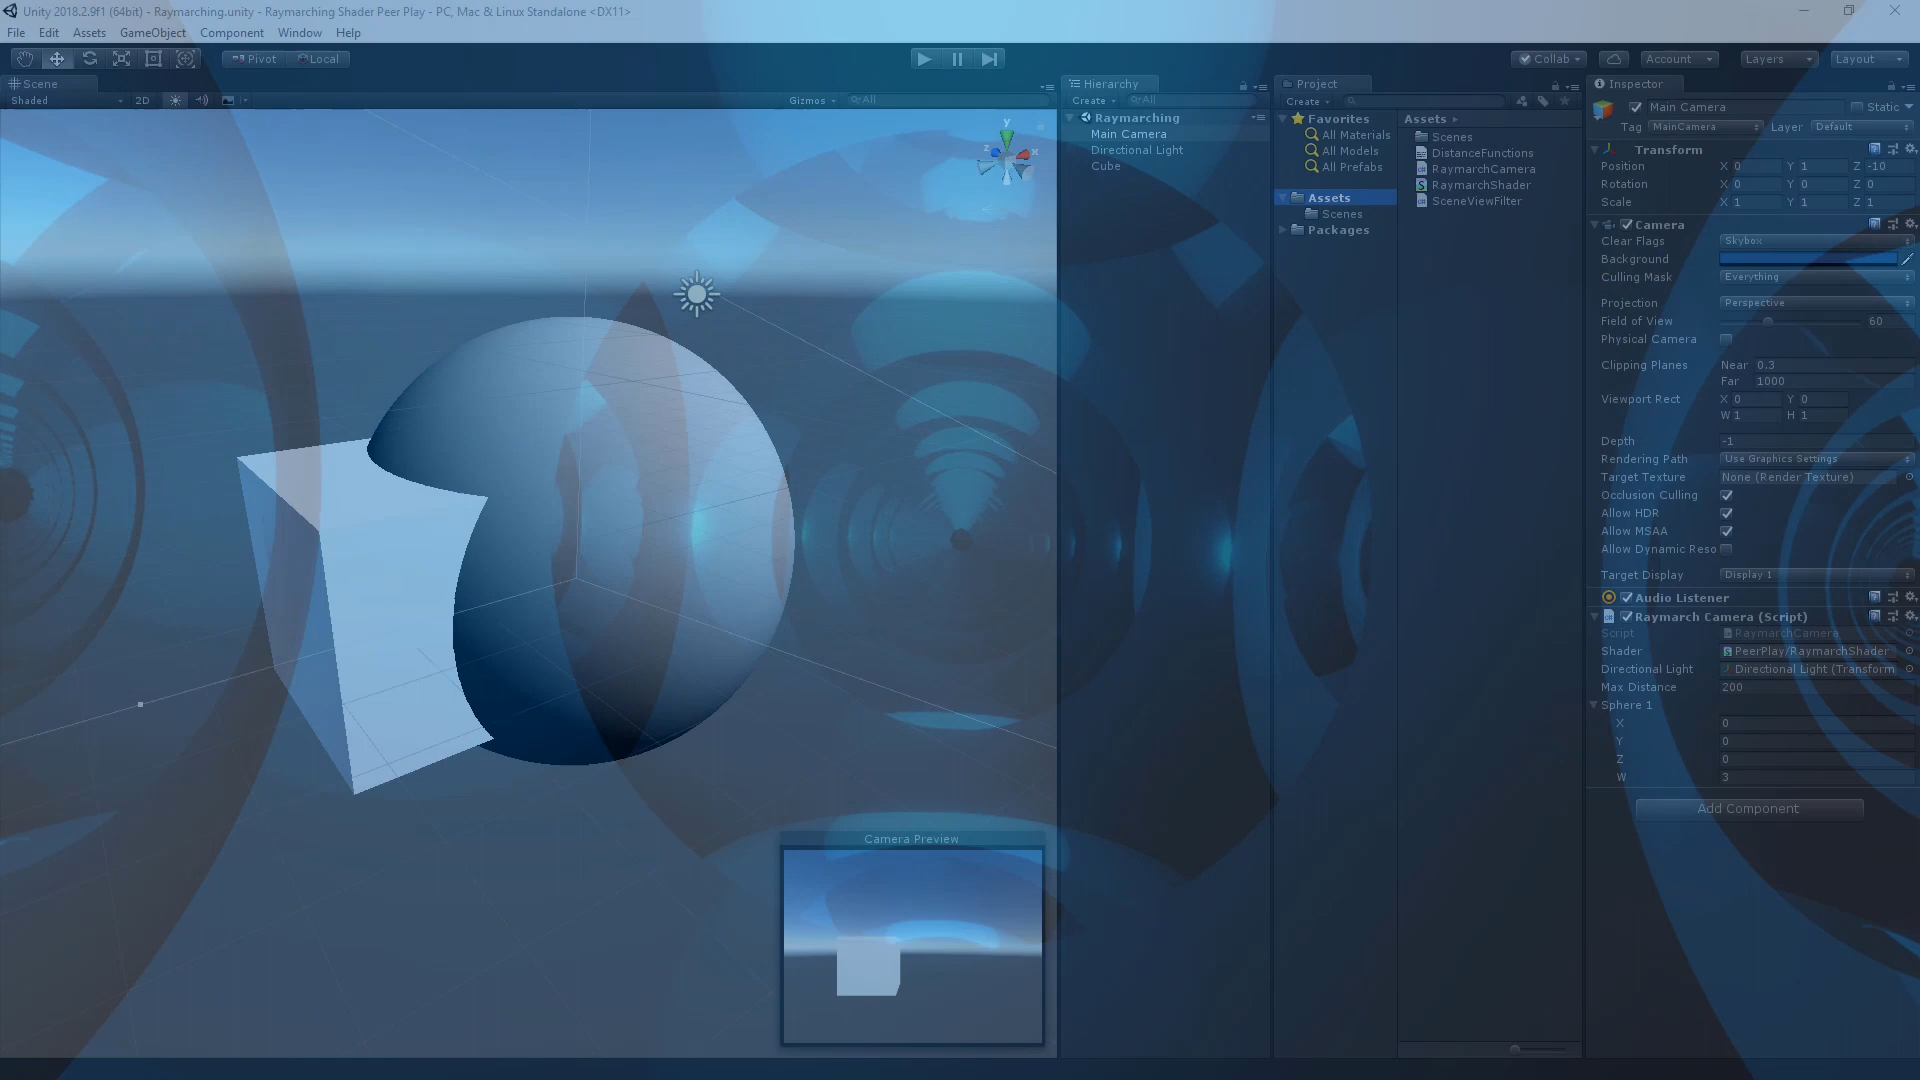 Unity 2018.2.9f1 (64bit) - Raymarching.unity - Raymarching Shader Peer Play - PC, Mac & Linux Standalone <DX11>
File Edit Assets GameObject Component Window Help
Pivot Local Collab Account Layers Layout
Scene
Shaded 2D Gizmos All
y
z x
Camera Preview
Hierarchy
Create All
Raymarching
Main Camera
Directional Light
Cube
Project
Create
Favorites
All Materials
All Models
All Prefabs
Assets
Scenes
Packages
Assets
Scenes
DistanceFunctions
RaymarchCamera
RaymarchShader
SceneViewFilter
Inspector
Main Camera Static
Tag MainCamera Layer Default
Transform
Position X 0 Y 1 Z -10
Rotation X 0 Y 0 Z 0
Scale X 1 Y 1 Z 1
Camera
Clear Flags Skybox
Background
Culling Mask Everything
Projection Perspective
Field of View 60
Physical Camera
Clipping Planes Near 0.3
Far 1000
Viewport Rect X 0 Y 0
W 1 H 1
Depth -1
Rendering Path Use Graphics Settings
Target Texture None (Render Texture)
Occlusion Culling
Allow HDR
Allow MSAA
Allow Dynamic Reso
Target Display Display 1
Audio Listener
Raymarch Camera (Script)
Script RaymarchCamera
Shader PeerPlay/RaymarchShader
Directional Light Directional Light (Transform
Max Distance 200
Sphere 1
X 0
Y 0
Z 0
W 3
Add Component